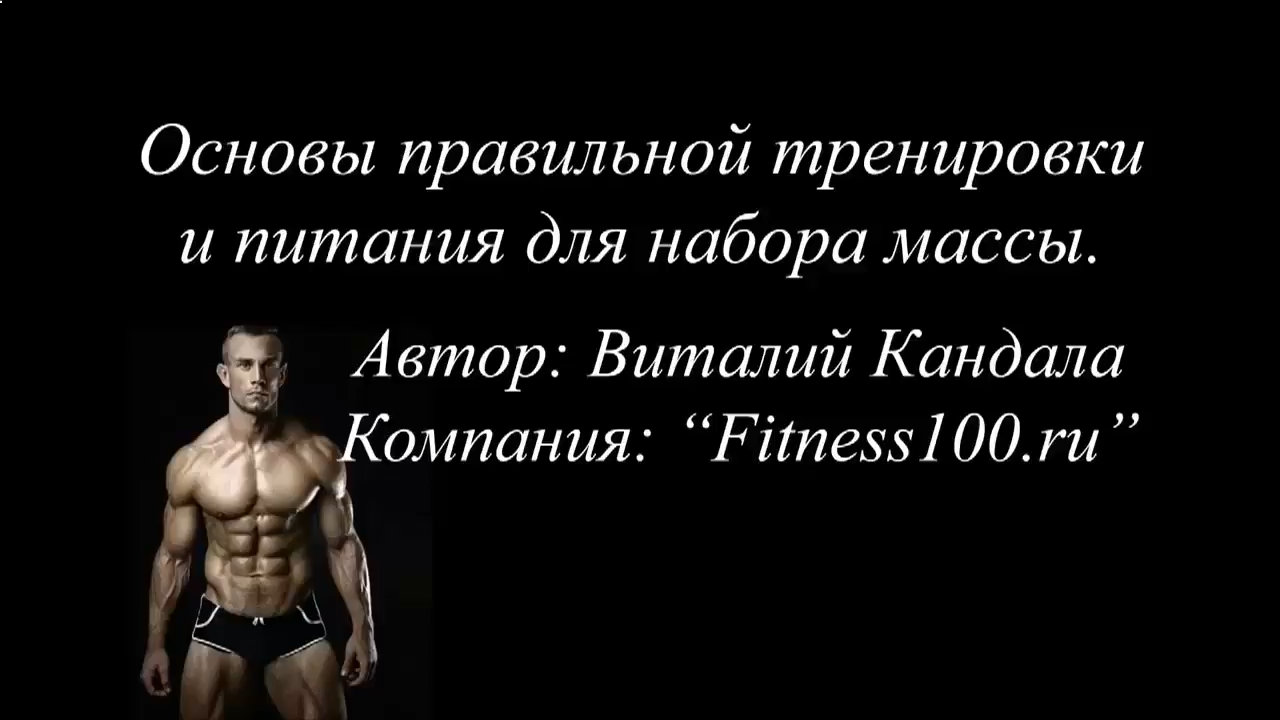 Основы правильной тренировки
и питания для набора массы.
Автор: Виталий Кандала
Компания: “Fitness100.ru”